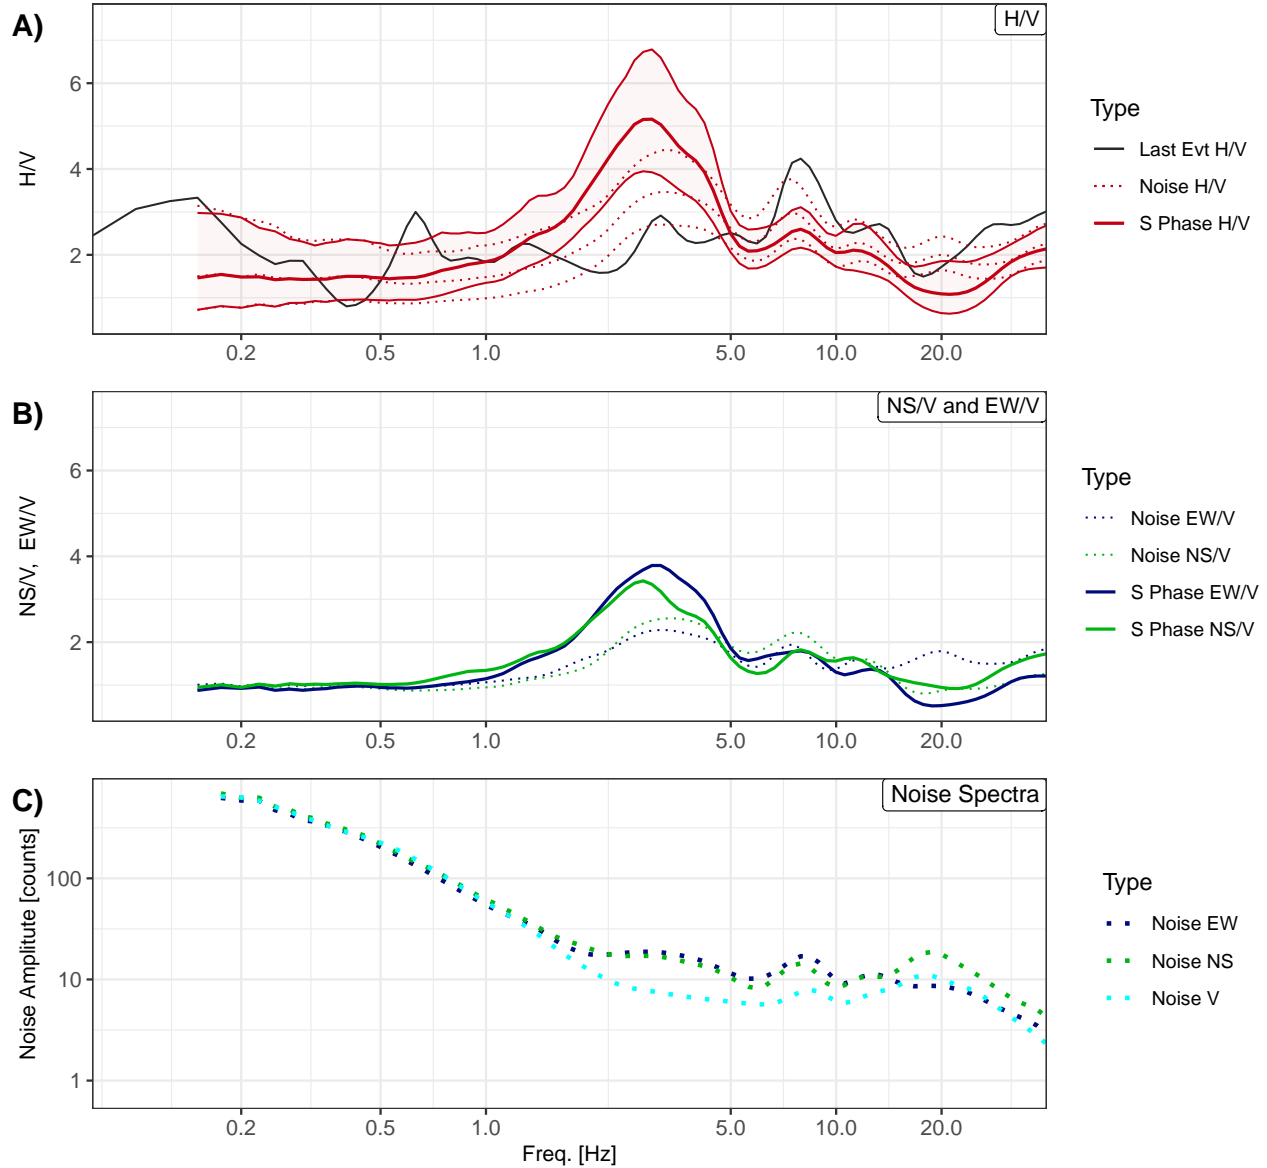 A)
H/V
H/V
6
4
2
0.2 0.5 1.0 5.0 10.0 20.0
Type
Last Evt H/V
Noise H/V
S Phase H/V
B)
NS/V and EW/V
NS/V, EW/V
6
4
2
0.2 0.5 1.0 5.0 10.0 20.0
Type
Noise EW/V
Noise NS/V
S Phase EW/V
S Phase NS/V
C)
Noise Spectra
Noise Amplitute [counts]
100
10
1
0.2 0.5 1.0 5.0 10.0 20.0
Freq. [Hz]
Type
Noise EW
Noise NS
Noise V